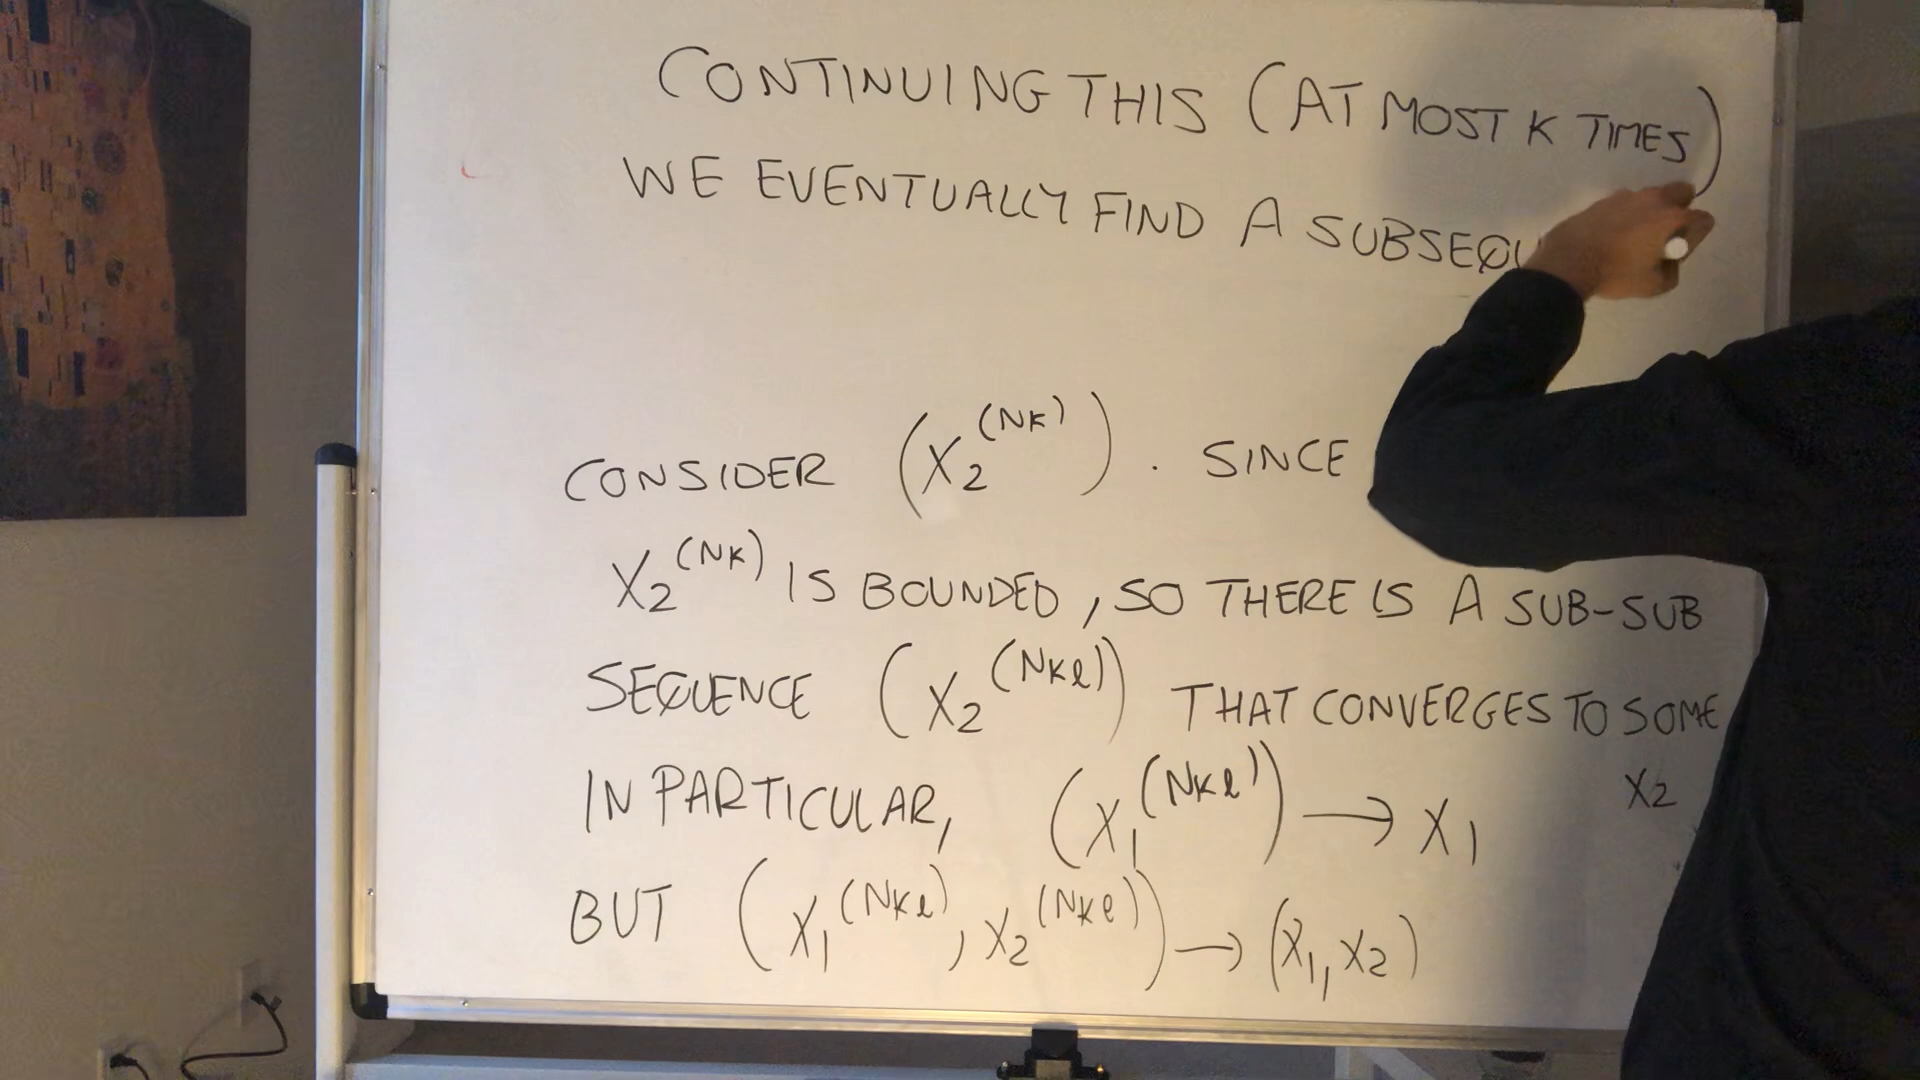 CONTINUING THIS (AT MOST K TIMES)
WE EVENTUALLY FIND A SUBSEQU
CONSIDER (X₂^(NK)). SINCE
X₂^(NK) IS BOUNDED, SO THERE IS A SUB-SUB
SEQUENCE (X₂^(NKℓ)) THAT CONVERGES TO SOME
X₂
IN PARTICULAR, (X₁^(NKℓ)) → X₁
BUT (X₁^(NKℓ), X₂^(NKℓ)) → (X₁, X₂)